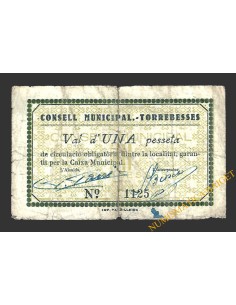 CONSELL MUNICIPAL.-TORREBESSES
Val d'UNA pesseta
de circulació obligatòria dintre la localitat, garan-
tit per la Caixa Municipal.
L'Alcalde,
Nº 1125